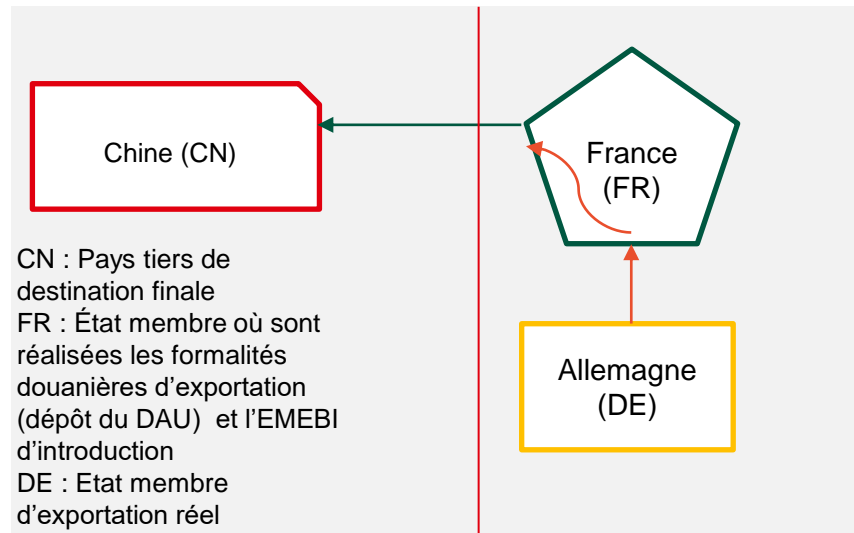 Chine (CN)
France
(FR)
Allemagne
(DE)
CN : Pays tiers de
destination finale
FR : État membre où sont
réalisées les formalités
douanières d’exportation
(dépôt du DAU)  et l’EMEBI
d’introduction
DE : Etat membre
d’exportation réel